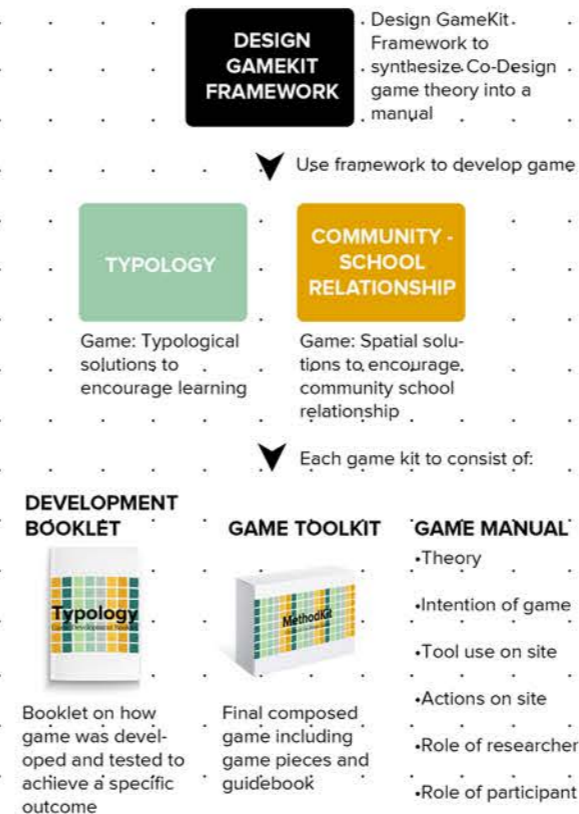 DESIGN
GAMEKIT
FRAMEWORK
Design GameKit
Framework to
synthesize Co-Design
game theory into a
manual
Use framework to develop game
TYPOLOGY
COMMUNITY -
SCHOOL
RELATIONSHIP
Game: Typological
solutions to
encourage learning
Game: Spatial solu-
tions to encourage
community school
relationship
Each game kit to consist of:
DEVELOPMENT
BOOKLET
Typology
Booklet on how
game was devel-
oped and tested to
achieve a specific
outcome
GAME TOOLKIT
MethodKit
Final composed
game including
game pieces and
guidebook
GAME MANUAL
•Theory
•Intention of game
•Tool use on site
•Actions on site
•Role of researcher
•Role of participant